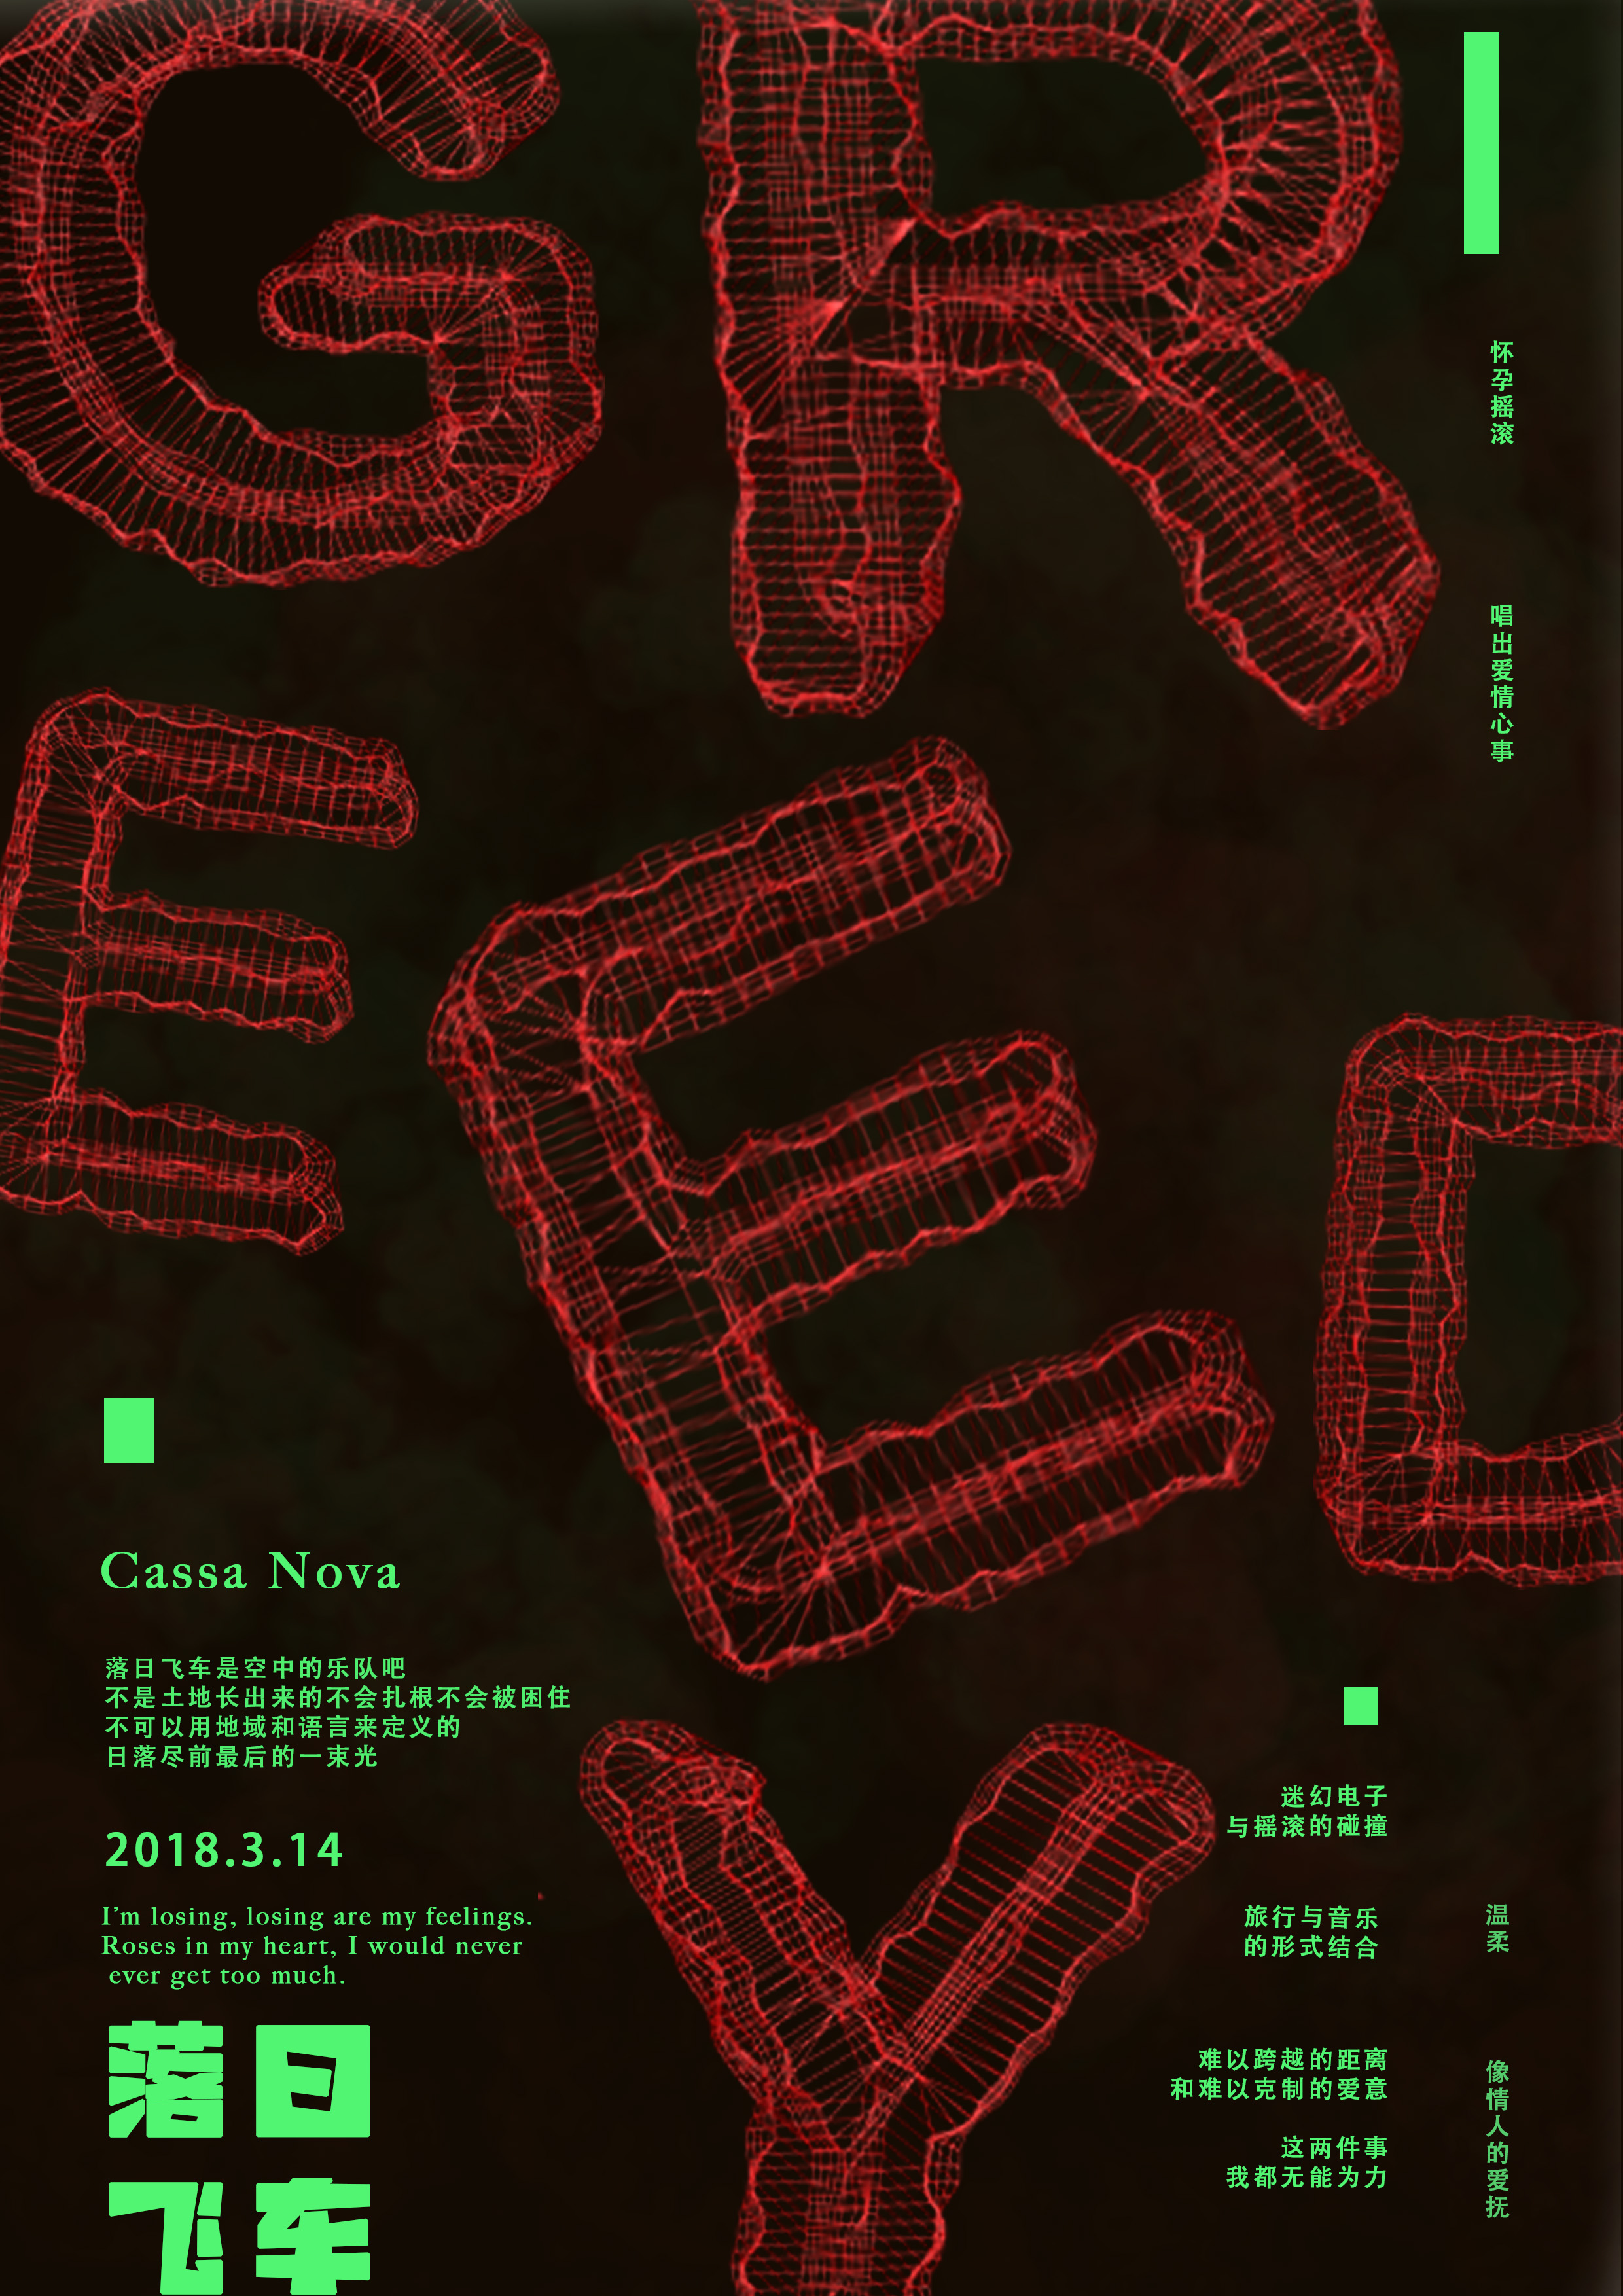 G R
E E D
Y
怀孕摇滚
唱出爱情心事
Cassa Nova
落日飞车是空中的乐队吧
不是土地长出来的不会扎根不会被困住
不可以用地域和语言来定义的
日落尽前最后的一束光
2018.3.14
I’m losing, losing are my feelings.
Roses in my heart, I would never
ever get too much.
落日
飞车
迷幻电子
与摇滚的碰撞
旅行与音乐
的形式结合
难以跨越的距离
和难以克制的爱意
这两件事
我都无能为力
温柔
像情人的爱抚